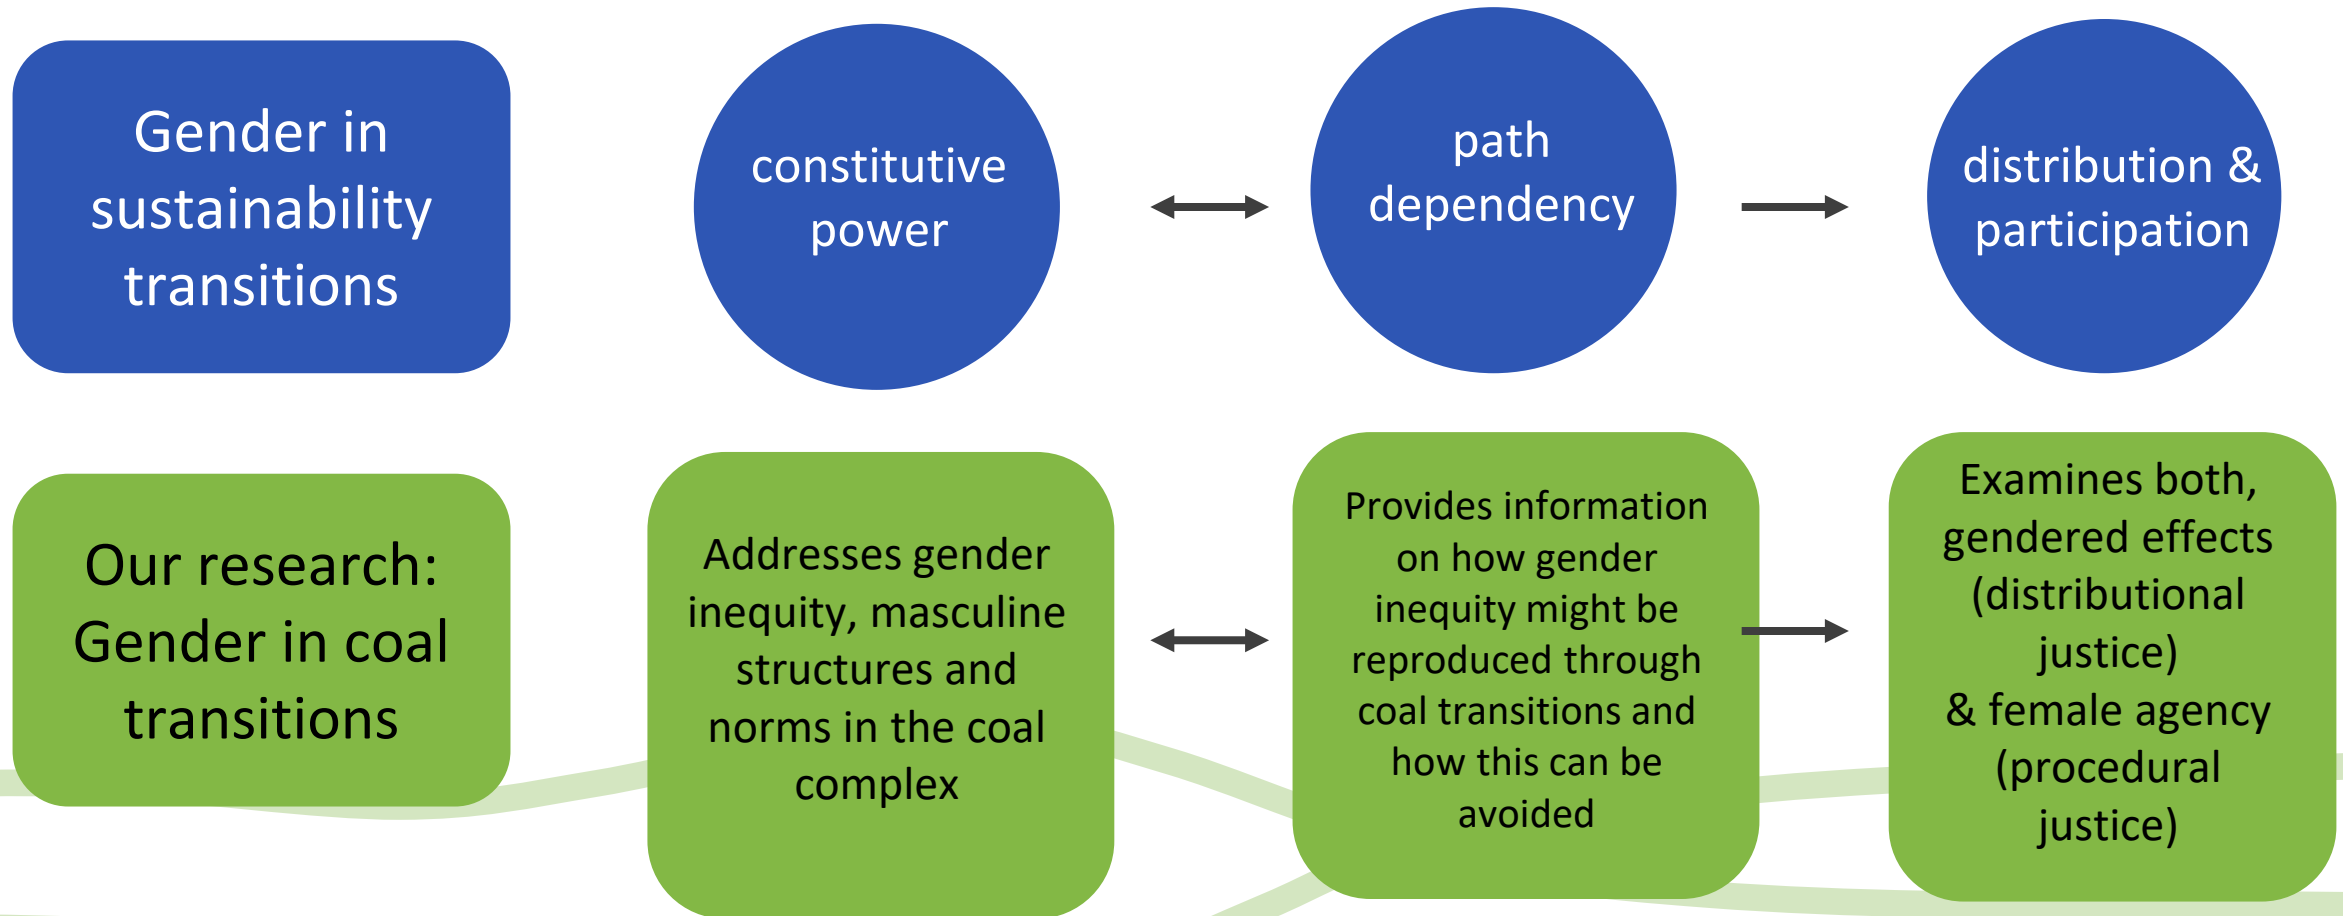 Gender in
sustainability
transitions
constitutive
power
path
dependency
distribution &
participation
Our research:
Gender in coal
transitions
Addresses gender
inequity, masculine
structures and
norms in the coal
complex
Provides information
on how gender
inequity might be
reproduced through
coal transitions and
how this can be
avoided
Examines both,
gendered effects
(distributional
justice)
& female agency
(procedural
justice)